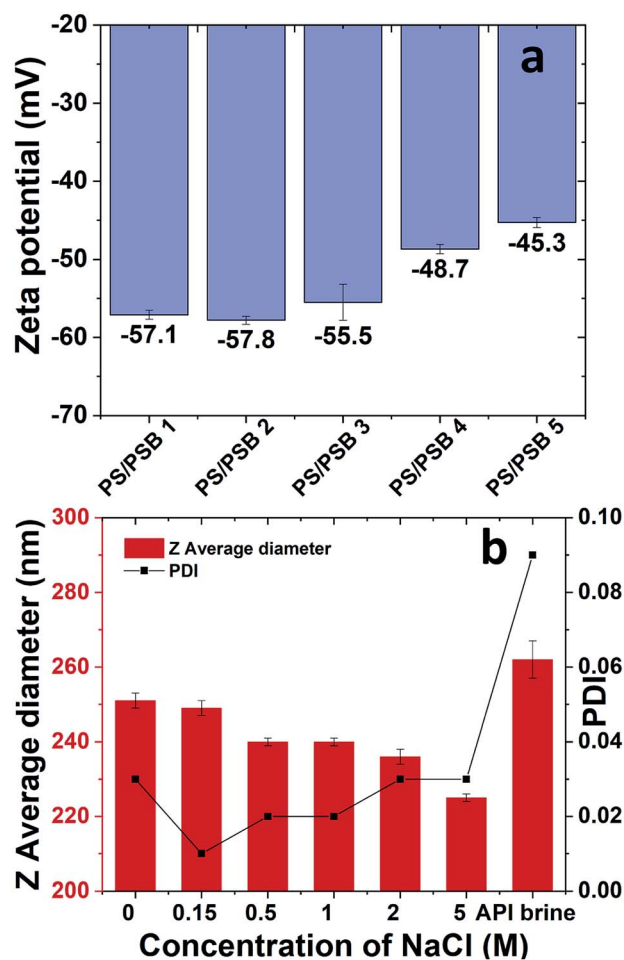 a
Zeta potential (mV)
-20
-30
-40
-50
-60
-70
-57.1
-57.8
-55.5
-48.7
-45.3
PS/PSB 1
PS/PSB 2
PS/PSB 3
PS/PSB 4
PS/PSB 5
b
Z Average diameter
PDI
Z Average diameter (nm)
300
280
260
240
220
200
0.10
0.08
0.06
0.04
0.02
0.00
PDI
0 0.15 0.5 1 2 5 API brine
Concentration of NaCl (M)